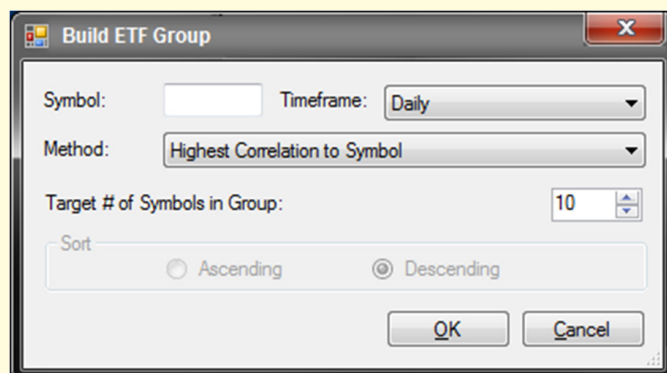 Build ETF Group
Symbol: Timeframe: Daily
Method: Highest Correlation to Symbol
Target # of Symbols in Group: 10
Sort
Ascending Descending
OK Cancel